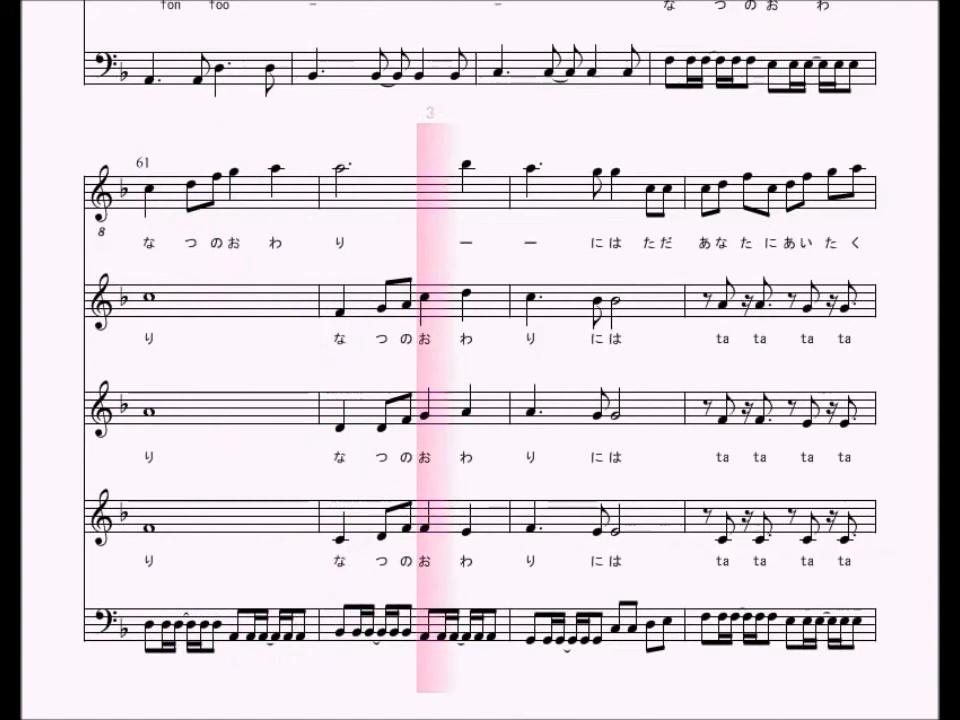 fon foo - - な つ の お わ
3
61
8
な つ の お わ り ー ー に は た だ あ な た に あ い た く
り な つ の お わ り に は ta ta ta ta
り な つ の お わ り に は ta ta ta ta
り な つ の お わ り に は ta ta ta ta